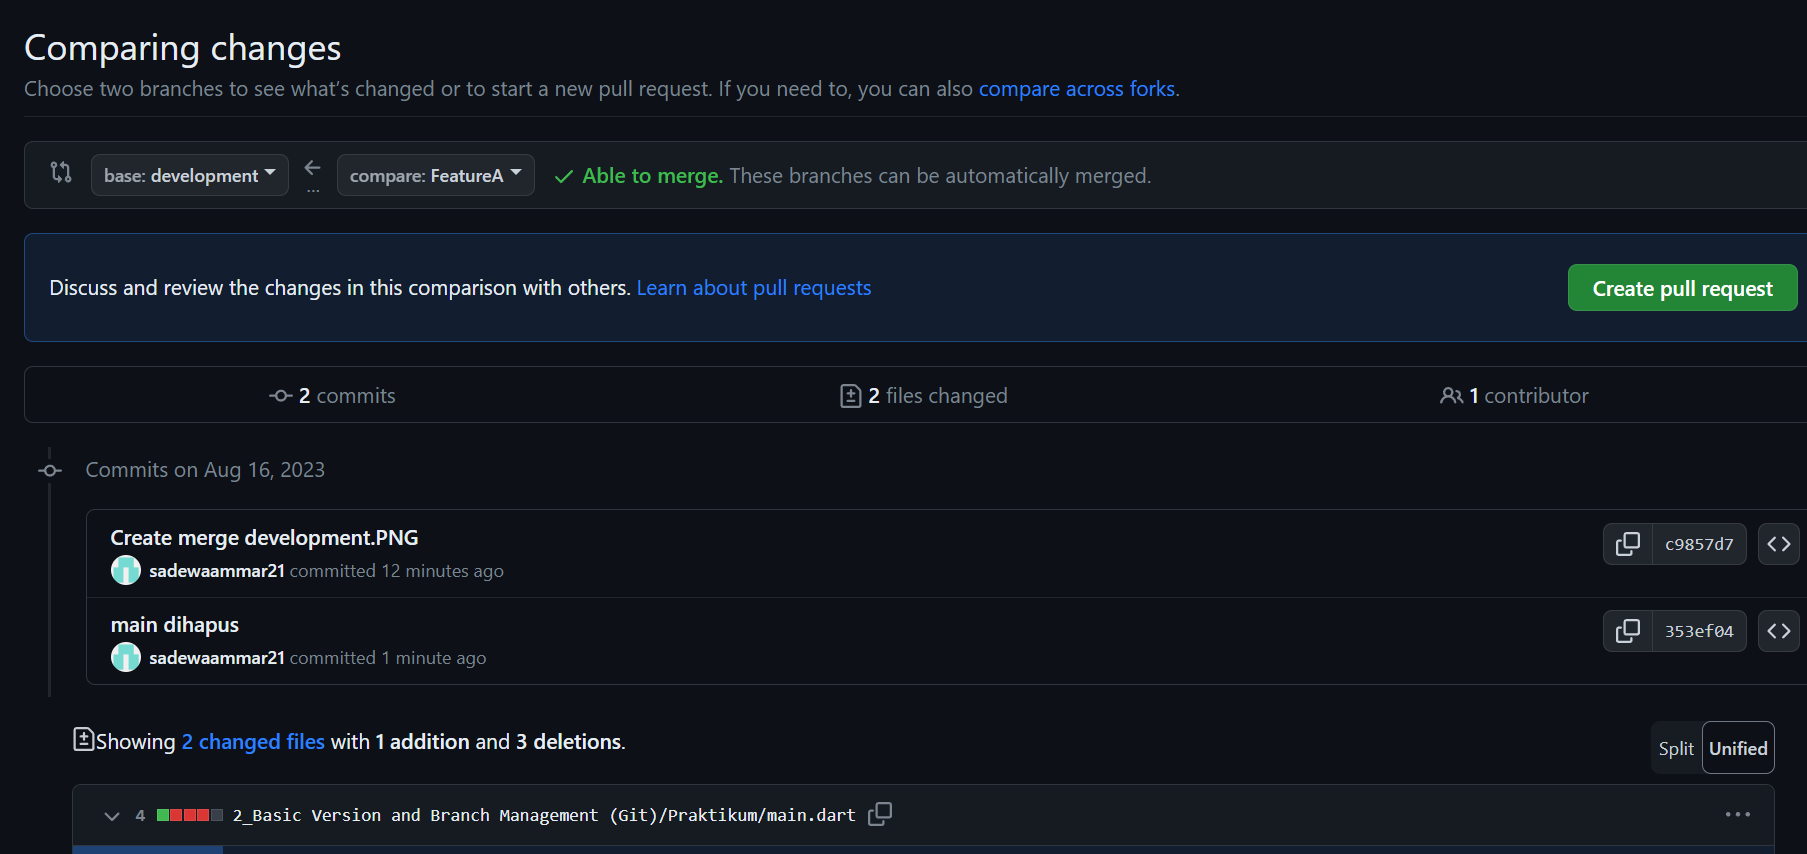 Comparing changes
Choose two branches to see what's changed or to start a new pull request. If you need to, you can also compare across forks.
base: development
...
compare: FeatureA
Able to merge. These branches can be automatically merged.
Discuss and review the changes in this comparison with others. Learn about pull requests
Create pull request
2 commits
2 files changed
1 contributor
Commits on Aug 16, 2023
Create merge development.PNG
c9857d7
sadewaammar21 committed 12 minutes ago
main dihapus
353ef04
sadewaammar21 committed 1 minute ago
Showing 2 changed files with 1 addition and 3 deletions.
Split
Unified
4
2_Basic Version and Branch Management (Git)/Praktikum/main.dart